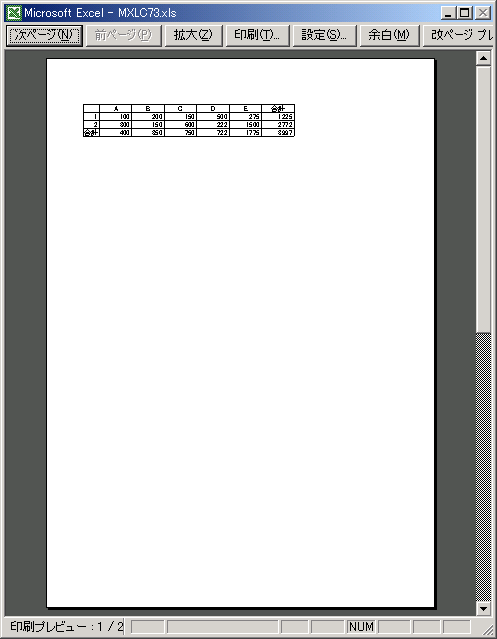 Microsoft Excel - MXLC73.xls
次ページ(N) 前ページ(P) 拡大(Z) 印刷(T)... 設定(S)... 余白(M) 改ページ プレ
A B C D E 合計
1 100 200 150 500 275 1225
2 300 150 600 222 1500 2772
合計 400 350 750 722 1775 3997
印刷プレビュー : 1 / 2 NUM